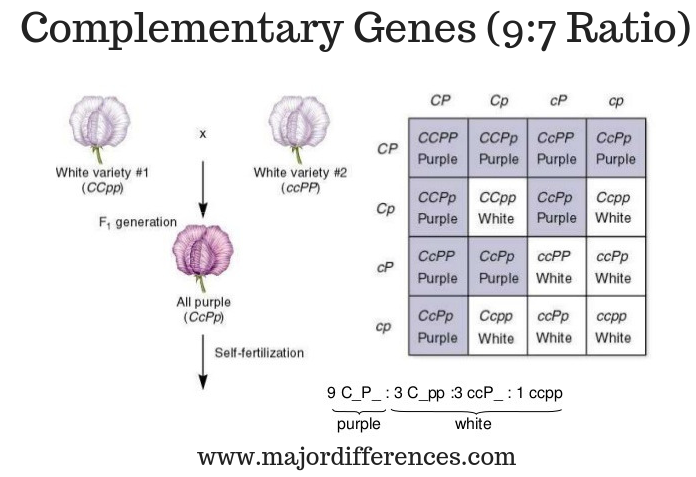 Complementary Genes (9:7 Ratio)
x
White variety #1
(CCpp)
White variety #2
(ccPP)
F₁ generation
All purple
(CcPp)
Self-fertilization
CP Cp cP cp
CP
CCPP CCPp CcPP CcPp
Purple Purple Purple Purple
Cp
CCPp CCpp CcPp Ccpp
Purple White Purple White
cP
CcPP CcPp ccPP ccPp
Purple Purple White White
cp
CcPp Ccpp ccPp ccpp
Purple White White White
9 C_P_ : 3 C_pp :3 ccP_ : 1 ccpp
purple white
www.majordifferences.com